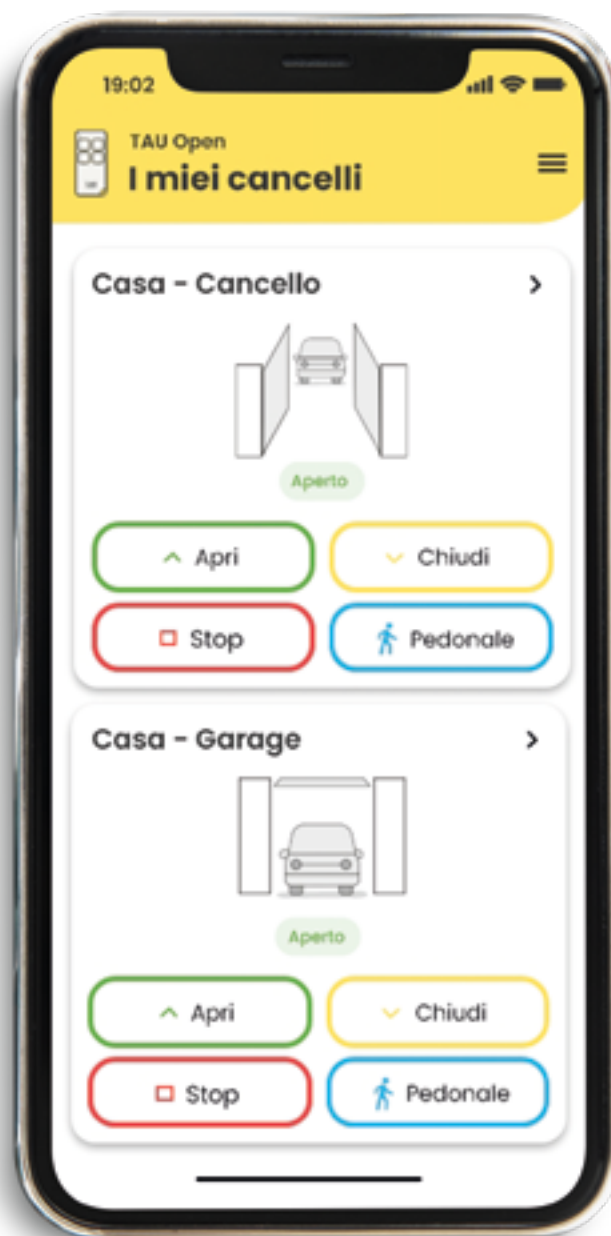 19:02
TAU Open
I miei cancelli
Casa - Cancello
Aperto
Apri
Chiudi
Stop
Pedonale
Casa - Garage
Aperto
Apri
Chiudi
Stop
Pedonale